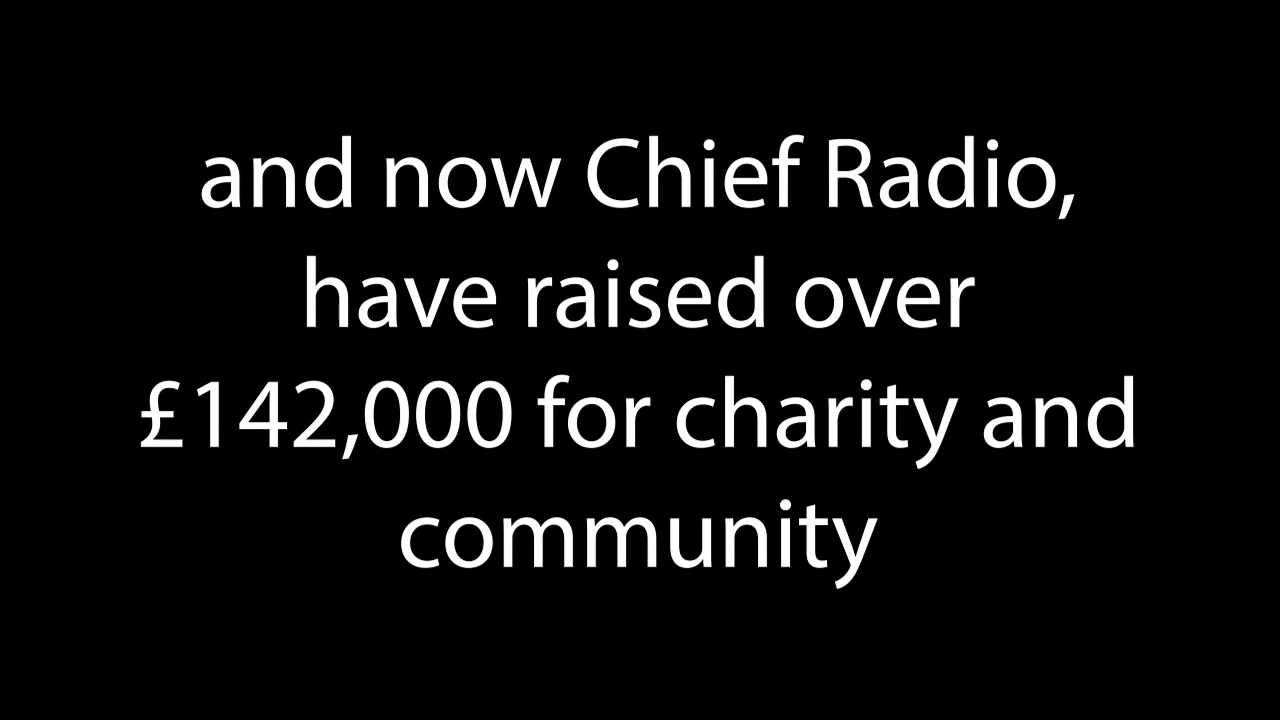 and now Chief Radio,
have raised over
£142,000 for charity and
community